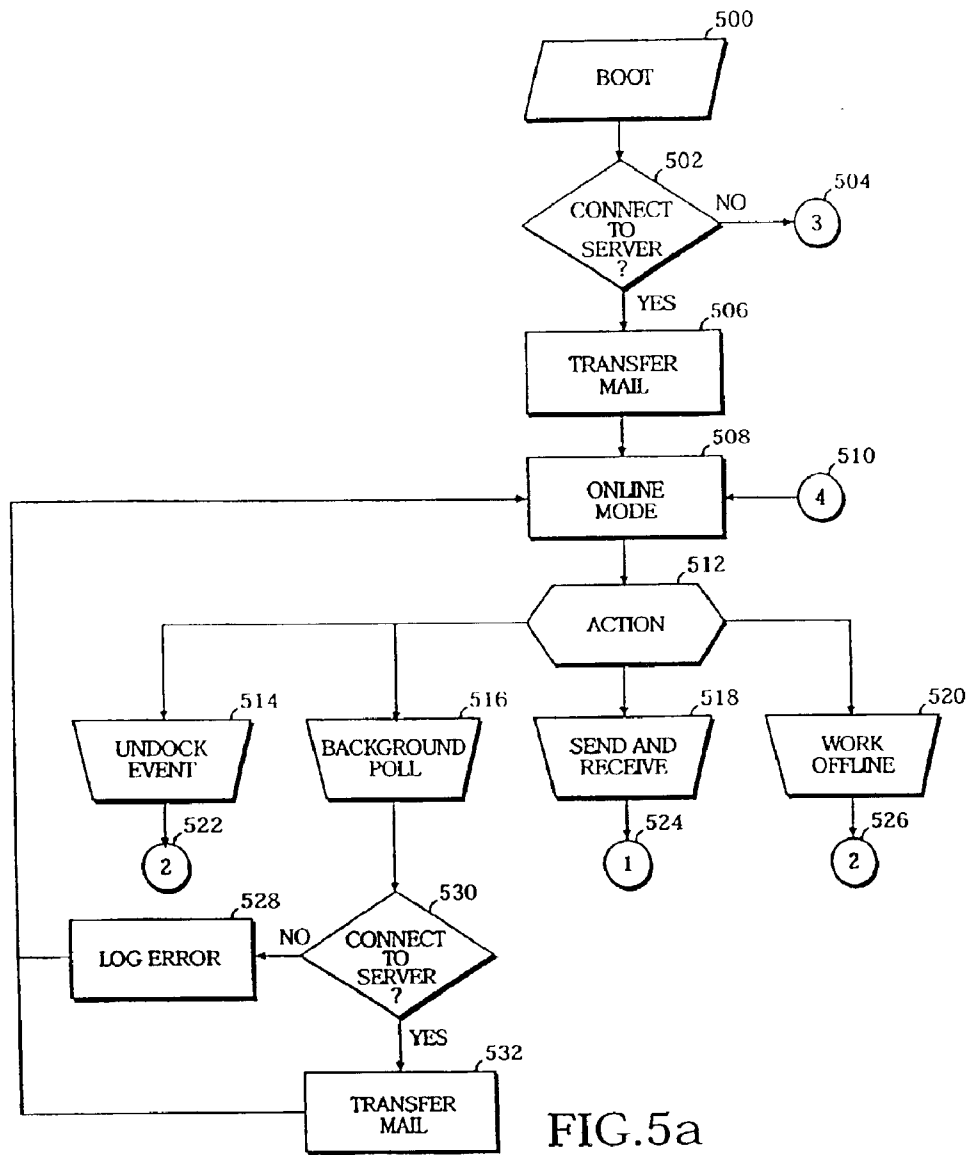 500
BOOT
502
CONNECT
TO
SERVER
?
NO
504
3
YES
506
TRANSFER
MAIL
508
ONLINE
MODE
510
4
512
ACTION
514
UNDOCK
EVENT
516
BACKGROUND
POLL
518
SEND AND
RECEIVE
520
WORK
OFFLINE
522
2
524
1
526
2
528
LOG ERROR
NO
530
CONNECT
TO
SERVER
?
YES
532
TRANSFER
MAIL
FIG.5a